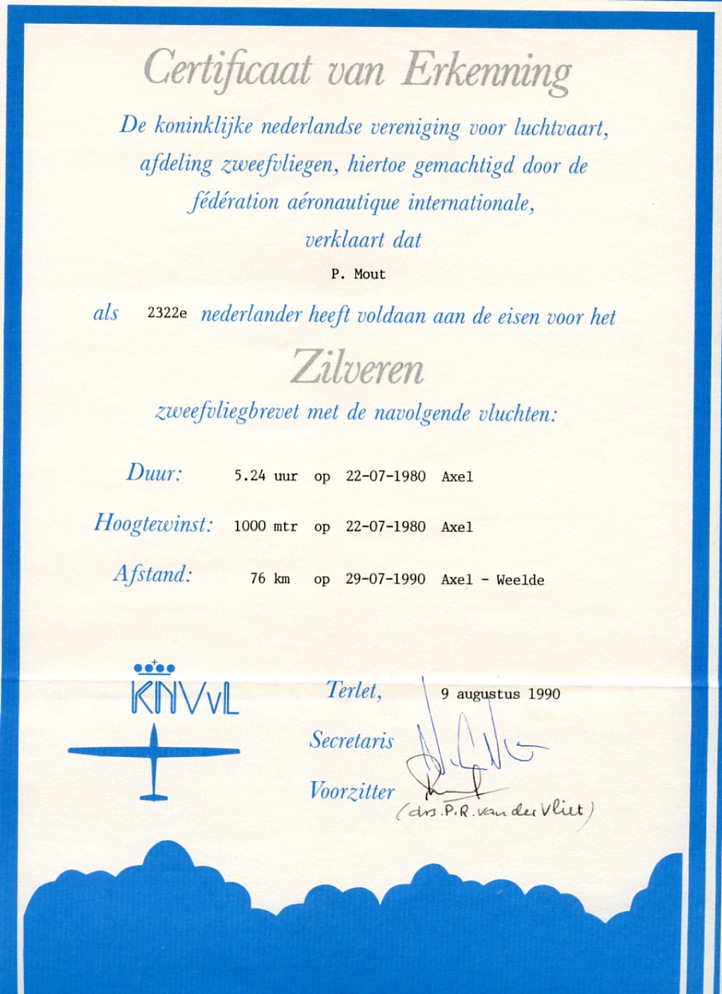 Certificaat van Erkenning
De koninklijke nederlandse vereniging voor luchtvaart,
afdeling zweefvliegen, hiertoe gemachtigd door de
fédération aéronautique internationale,
verklaart dat
P. Mout
als 2322e nederlander heeft voldaan aan de eisen voor het
Zilveren
zweefvliegbrevet met de navolgende vluchten:
Duur: 5.24 uur op 22-07-1980 Axel
Hoogtewinst: 1000 mtr op 22-07-1980 Axel
Afstand: 76 km op 29-07-1990 Axel - Weelde
KNVvL
Terlet, 9 augustus 1990
Secretaris
Voorzitter
(drs. P.R. van der Vliet)